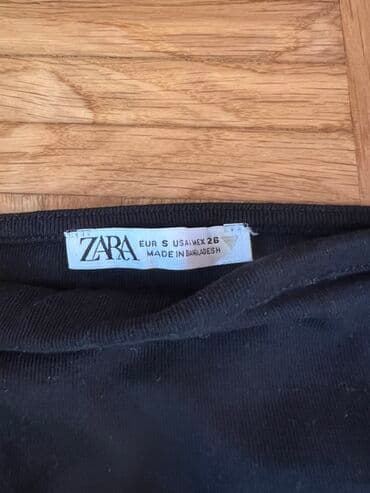 ZARA
EUR S USA S MEX 26
MADE IN BANGLADESH